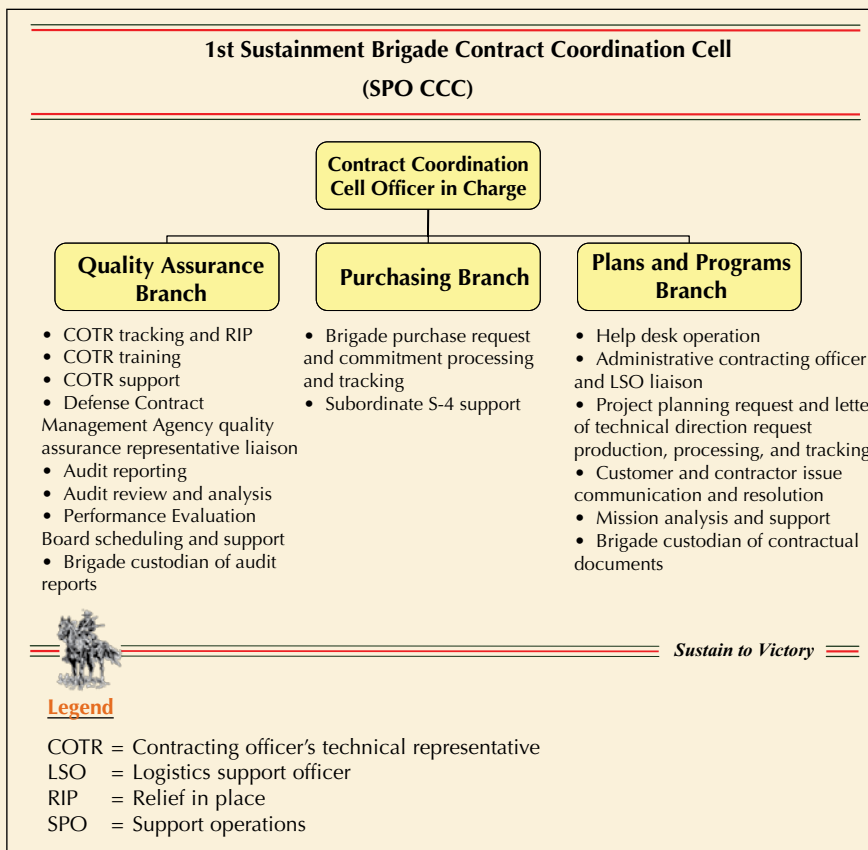 1st Sustainment Brigade Contract Coordination Cell
(SPO CCC)
Contract Coordination
Cell Officer in Charge
Quality Assurance
Branch
• COTR tracking and RIP
• COTR training
• COTR support
• Defense Contract
Management Agency quality
assurance representative liaison
• Audit reporting
• Audit review and analysis
• Performance Evaluation
Board scheduling and support
• Brigade custodian of audit
reports
Purchasing Branch
• Brigade purchase request
and commitment processing
and tracking
• Subordinate S-4 support
Plans and Programs
Branch
• Help desk operation
• Administrative contracting officer
and LSO liaison
• Project planning request and lette
of technical direction request
production, processing, and tracking
• Customer and contractor issue
communication and resolution
• Mission analysis and support
• Brigade custodian of contractual
documents
Sustain to Victory
Legend
COTR = Contracting officer's technical representative
LSO = Logistics support officer
RIP = Relief in place
SPO = Support operations